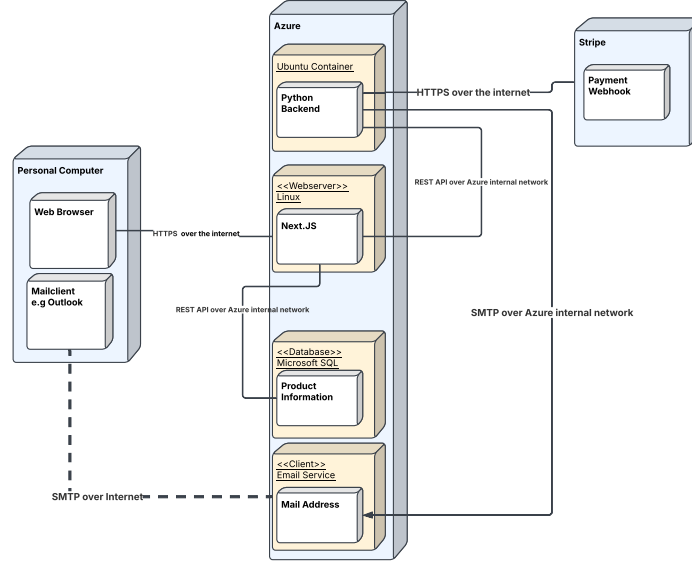 Azure
Ubuntu Container
Python
Backend
HTTPS over the internet
Stripe
Payment
Webhook
REST API over Azure internal network
Personal Computer
Web Browser
HTTPS over the internet
<<Webserver>>
Linux
Next.JS
Mailclient
e.g Outlook
REST API over Azure internal network
SMTP over Azure internal network
<<Database>>
Microsoft SQL
Product
Information
<<Client>>
Email Service
Mail Address
SMTP over Internet